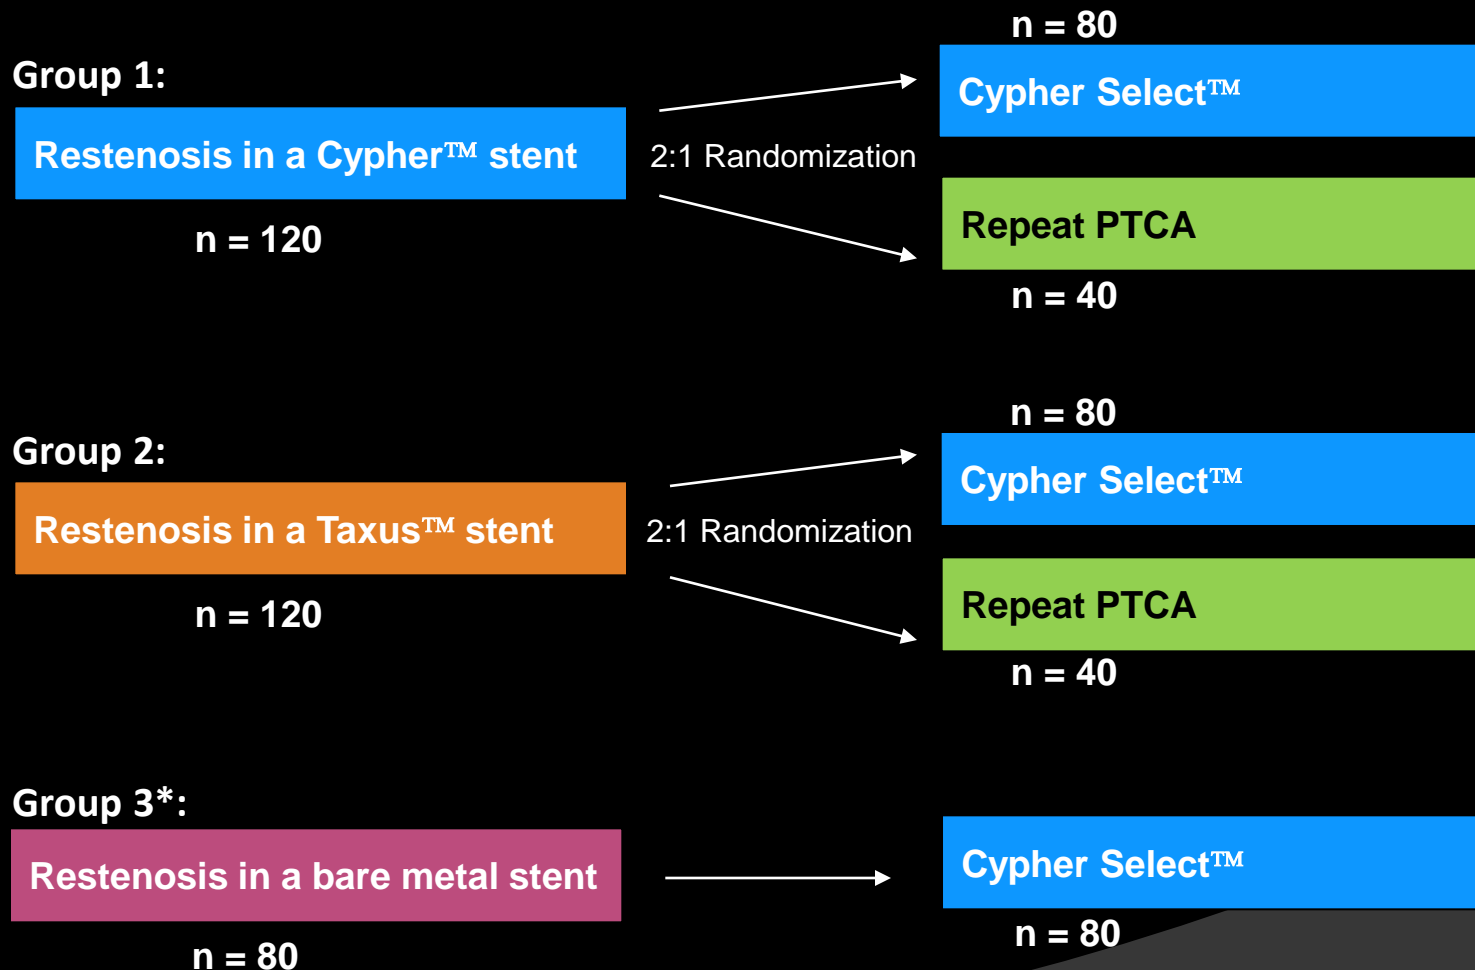 n = 80
Group 1:
Cypher Select™
Restenosis in a Cypher™ stent
2:1 Randomization
Repeat PTCA
n = 120
n = 40
n = 80
Group 2:
Cypher Select™
Restenosis in a Taxus™ stent
2:1 Randomization
Repeat PTCA
n = 120
n = 40
Group 3*:
Restenosis in a bare metal stent
Cypher Select™
n = 80
n = 80